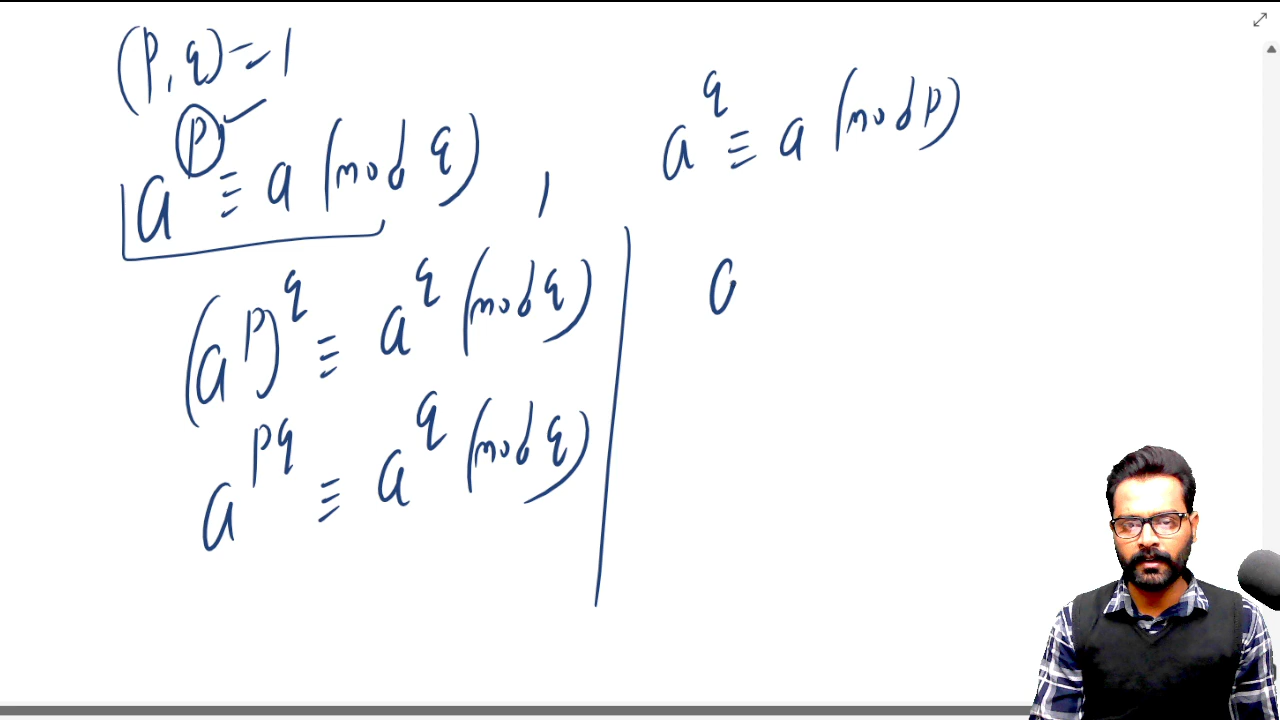 (p, q) = 1
a^p ≡ a (mod q) , a^q ≡ a (mod p)
(a^p)^q ≡ a^q (mod q)
a^pq ≡ a^q (mod q)
a